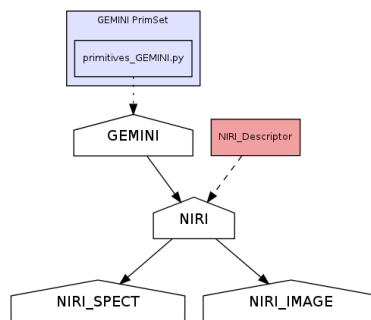 GEMINI PrimSet
primitives_GEMINI.py
GEMINI
NIRI_Descriptor
NIRI
NIRI_SPECT
NIRI_IMAGE